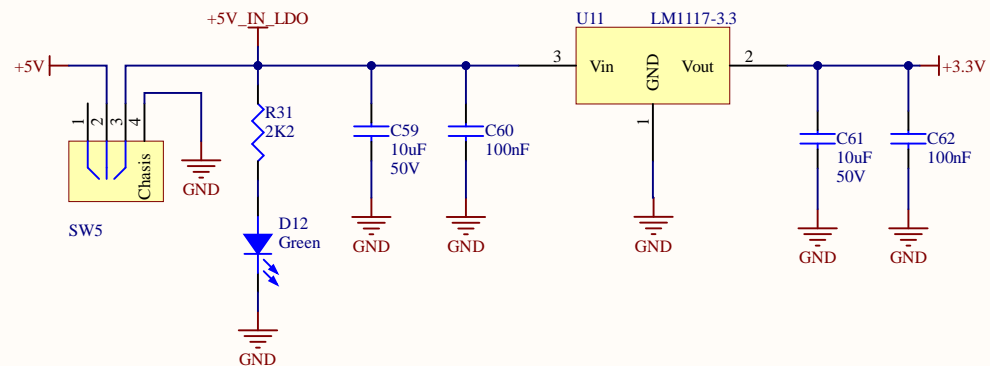 +5V_IN_LDO
U11
LM1117-3.3
+5V
3
Vin
GND
Vout
2
+3.3V
1
1
2
3
4
Chasis
SW5
GND
R31
2K2
D12
Green
GND
C59
10uF
50V
GND
C60
100nF
GND
GND
C61
10uF
50V
GND
C62
100nF
GND